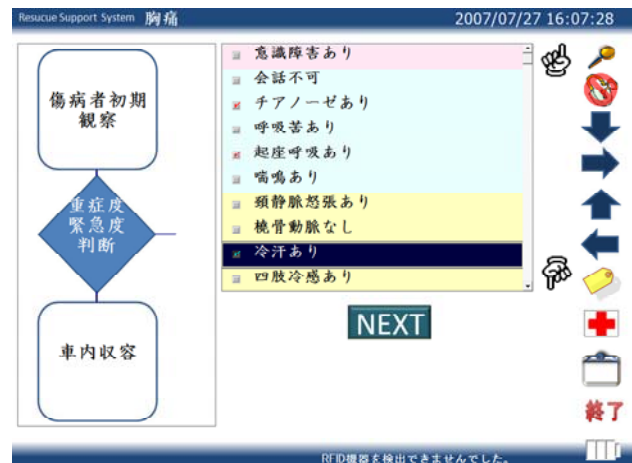 Resucue Support System 胸痛 2007/07/27 16:07:28
傷病者初期
観察
重症度
緊急度
判断
車内収容
意識障害あり
会話不可
チアノーゼあり
呼吸苦あり
起座呼吸あり
喘鳴あり
頚静脈怒張あり
橈骨動脈なし
冷汗あり
四肢冷感あり
NEXT
終了
RFID機器を検出できませんでした。